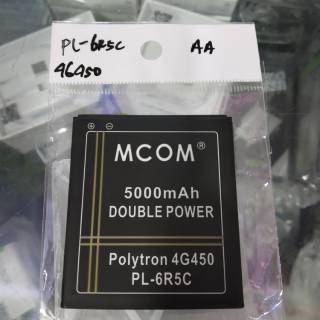 PL-6R5C AA
4G450
MCOM®
5000mAh
DOUBLE POWER
Polytron 4G450
PL-6R5C